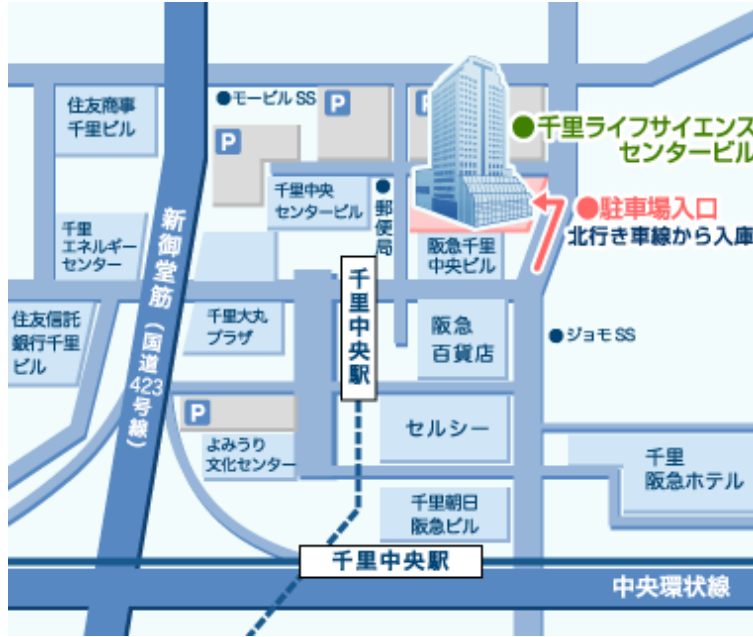 住友商事
千里ビル
●モービルSS
P
P
P
●千里ライフサイエンス
センタービル
千里中央
センタービル
●郵便局
●駐車場入口
北行き車線から入庫
千里
エネルギー
センター
新御堂筋（国道423号線）
阪急千里
中央ビル
千里中央駅
住友信託
銀行千里
ビル
千里大丸
プラザ
阪急
百貨店
●ジョモSS
P
セルシー
よみうり
文化センター
千里
阪急ホテル
千里朝日
阪急ビル
千里中央駅
中央環状線